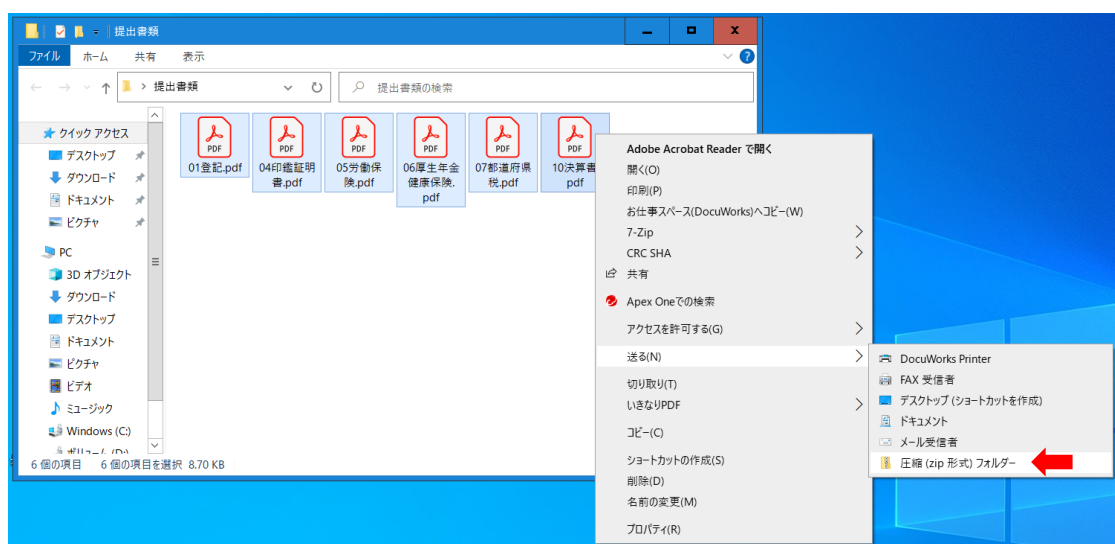 提出書類
ファイル ホーム 共有 表示
提出書類 提出書類の検索
クイック アクセス
デスクトップ
ダウンロード
ドキュメント
ピクチャ
PC
3D オブジェクト
ダウンロード
デスクトップ
ドキュメント
ピクチャ
ビデオ
ミュージック
Windows (C:)
ボリューム (D:)
PDF
01登記.pdf
PDF
04印鑑証明
書.pdf
PDF
05労働保
険.pdf
PDF
06厚生年金
健康保険.
pdf
PDF
07都道府県
税.pdf
PDF
10決算書
pdf
6 個の項目 6 個の項目を選択 8.70 KB
Adobe Acrobat Reader で開く
開く(O)
印刷(P)
お仕事スペース(DocuWorks)へコピー(W)
7-Zip
CRC SHA
共有
Apex Oneでの検索
アクセスを許可する(G)
送る(N)
切り取り(T)
いきなりPDF
コピー(C)
ショートカットの作成(S)
削除(D)
名前の変更(M)
プロパティ(R)
DocuWorks Printer
FAX 受信者
デスクトップ (ショートカットを作成)
ドキュメント
メール受信者
圧縮 (zip 形式) フォルダー